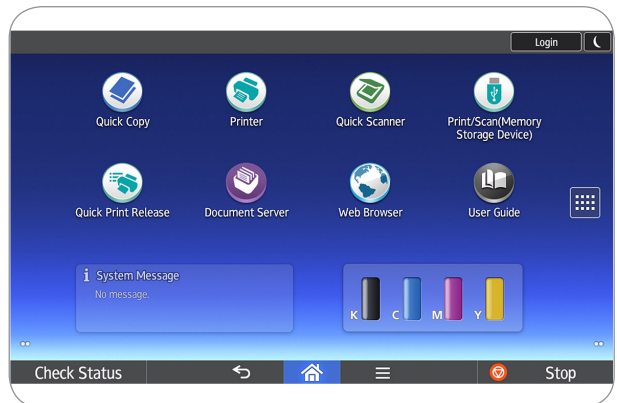 Login
Quick Copy
Printer
Quick Scanner
Print/Scan(Memory
Storage Device)
Quick Print Release
Document Server
Web Browser
User Guide
i System Message
No message.
K C M Y
Check Status
Stop